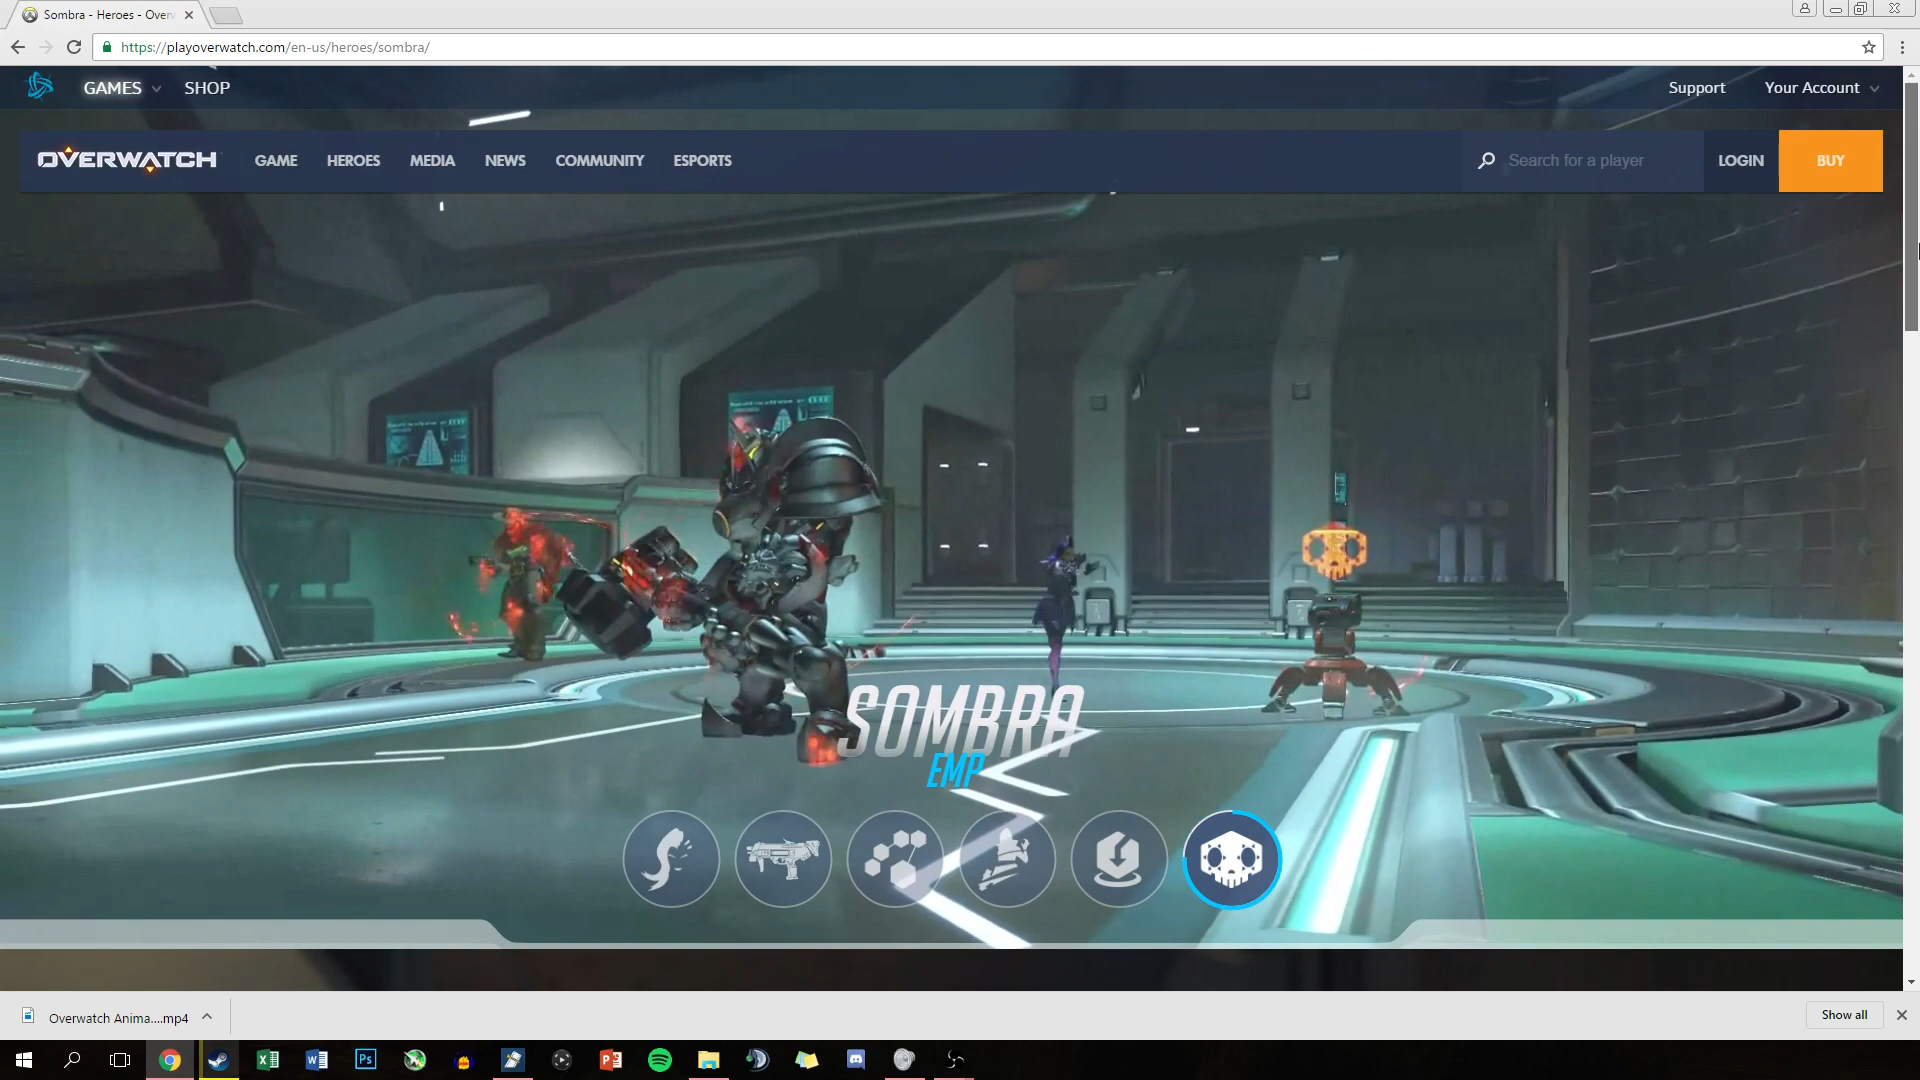 Sombra - Heroes - Over
https://playoverwatch.com/en-us/heroes/sombra/
GAMES SHOP Support Your Account
OVERWATCH GAME HEROES MEDIA NEWS COMMUNITY ESPORTS Search for a player LOGIN BUY
SOMBRA
EMP
Overwatch Anima....mp4 Show all